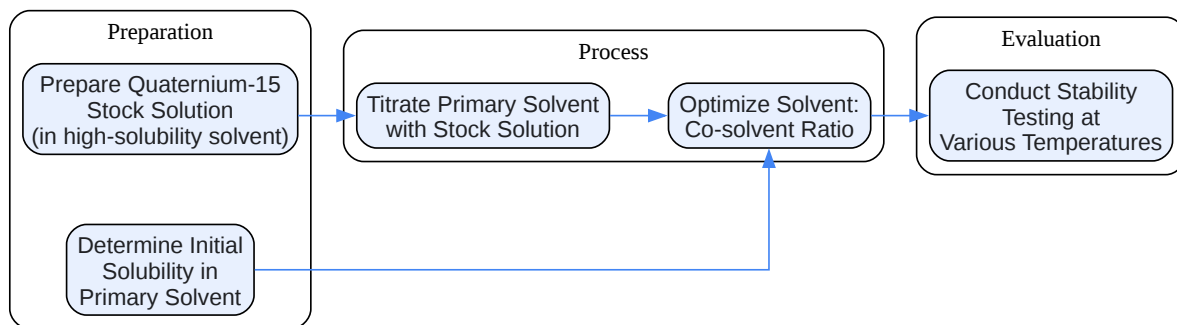 Preparation
Prepare Quaternium-15
Stock Solution
(in high-solubility solvent)
Determine Initial
Solubility in
Primary Solvent
Process
Titrate Primary Solvent
with Stock Solution
Optimize Solvent:
Co-solvent Ratio
Evaluation
Conduct Stability
Testing at
Various Temperatures